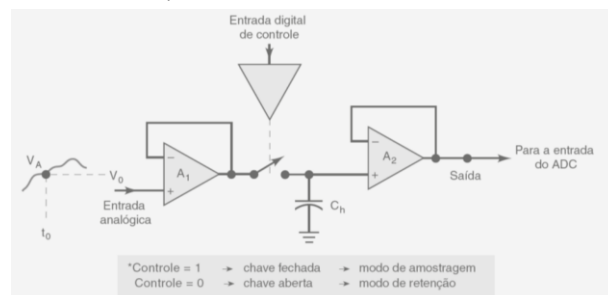 Entrada digital
de controle
V_A
V_0
t_0
Entrada
analógica
−
A_1
+
C_h
−
A_2
+
Saída
Para a entrada
do ADC
*Controle = 1 → chave fechada → modo de amostragem
Controle = 0 → chave aberta → modo de retenção